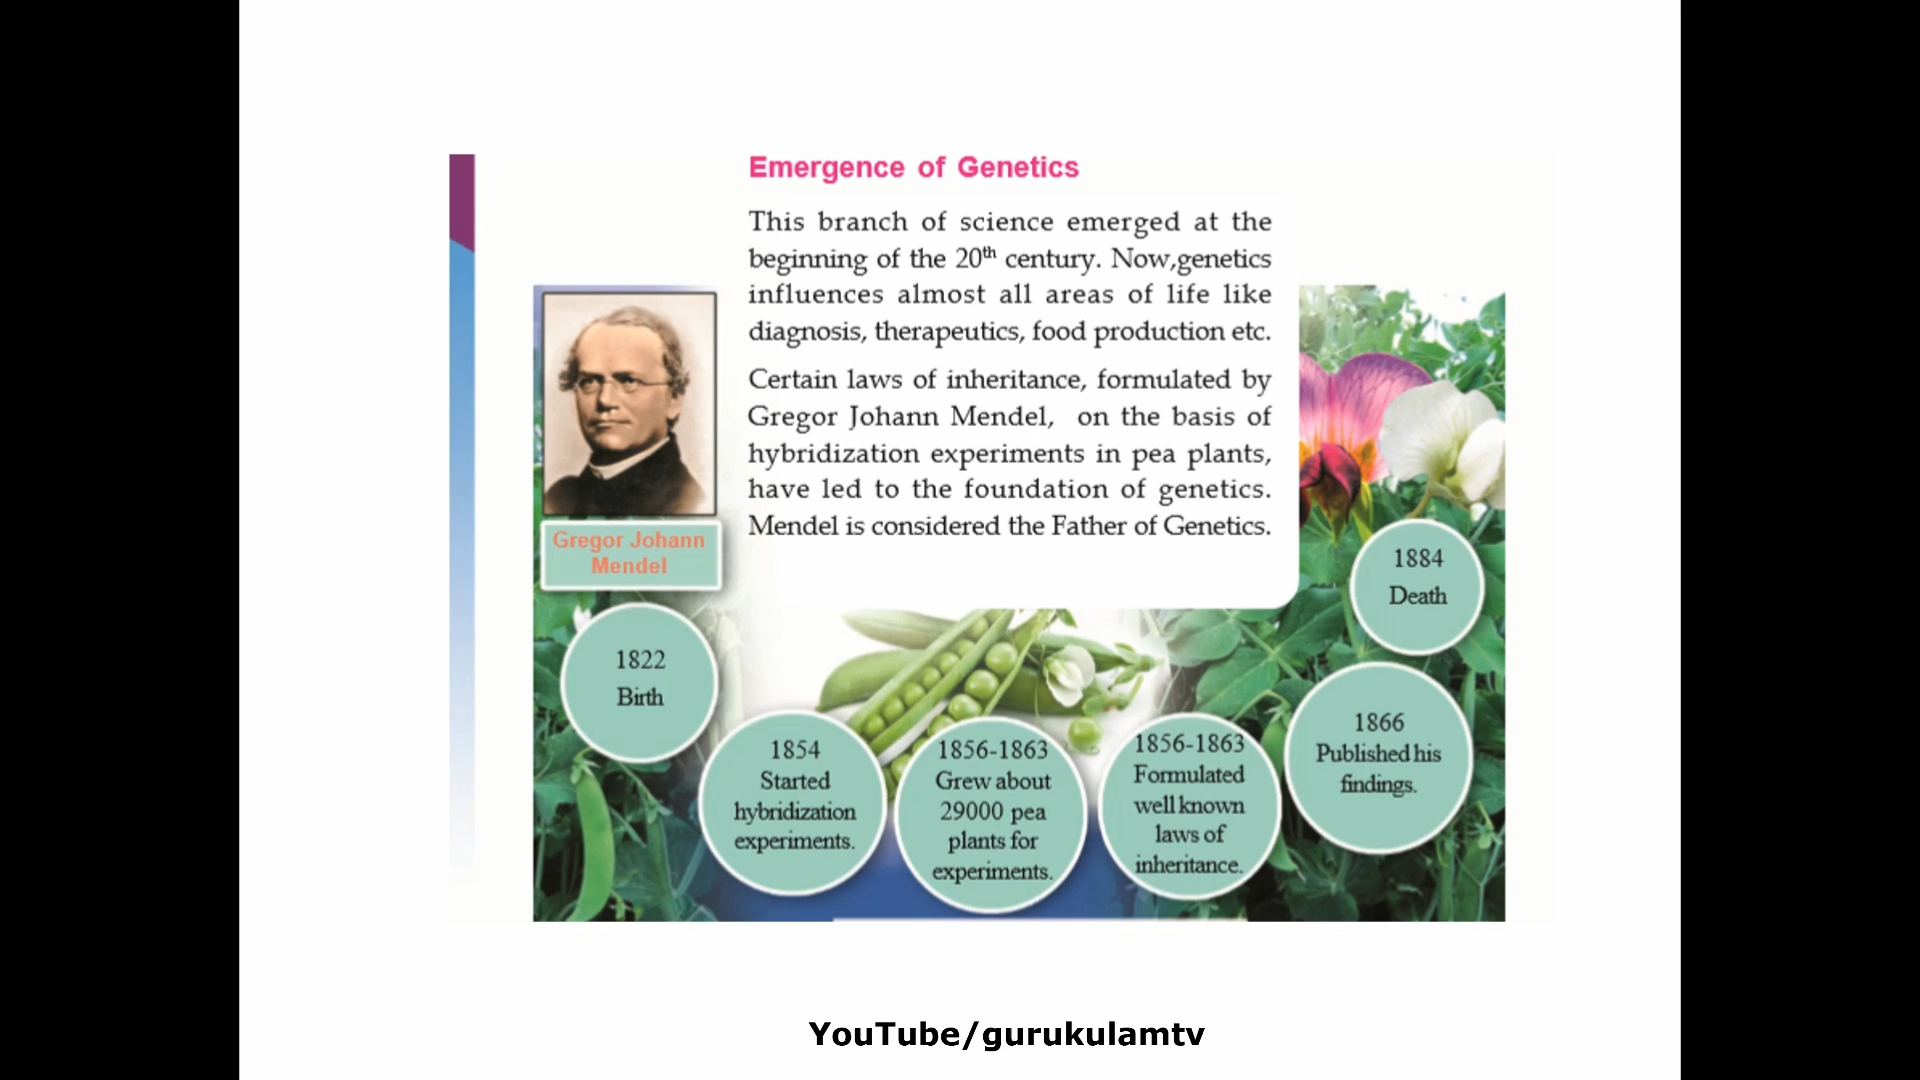 Emergence of Genetics
This branch of science emerged at the
beginning of the 20th century. Now,genetics
influences almost all areas of life like
diagnosis, therapeutics, food production etc.
Certain laws of inheritance, formulated by
Gregor Johann Mendel, on the basis of
hybridization experiments in pea plants,
have led to the foundation of genetics.
Mendel is considered the Father of Genetics.
Gregor Johann
Mendel
1822
Birth
1854
Started
hybridization
experiments.
1856-1863
Grew about
29000 pea
plants for
experiments.
1856-1863
Formulated
well known
laws of
inheritance.
1866
Published his
findings.
1884
Death
YouTube/gurukulamtv